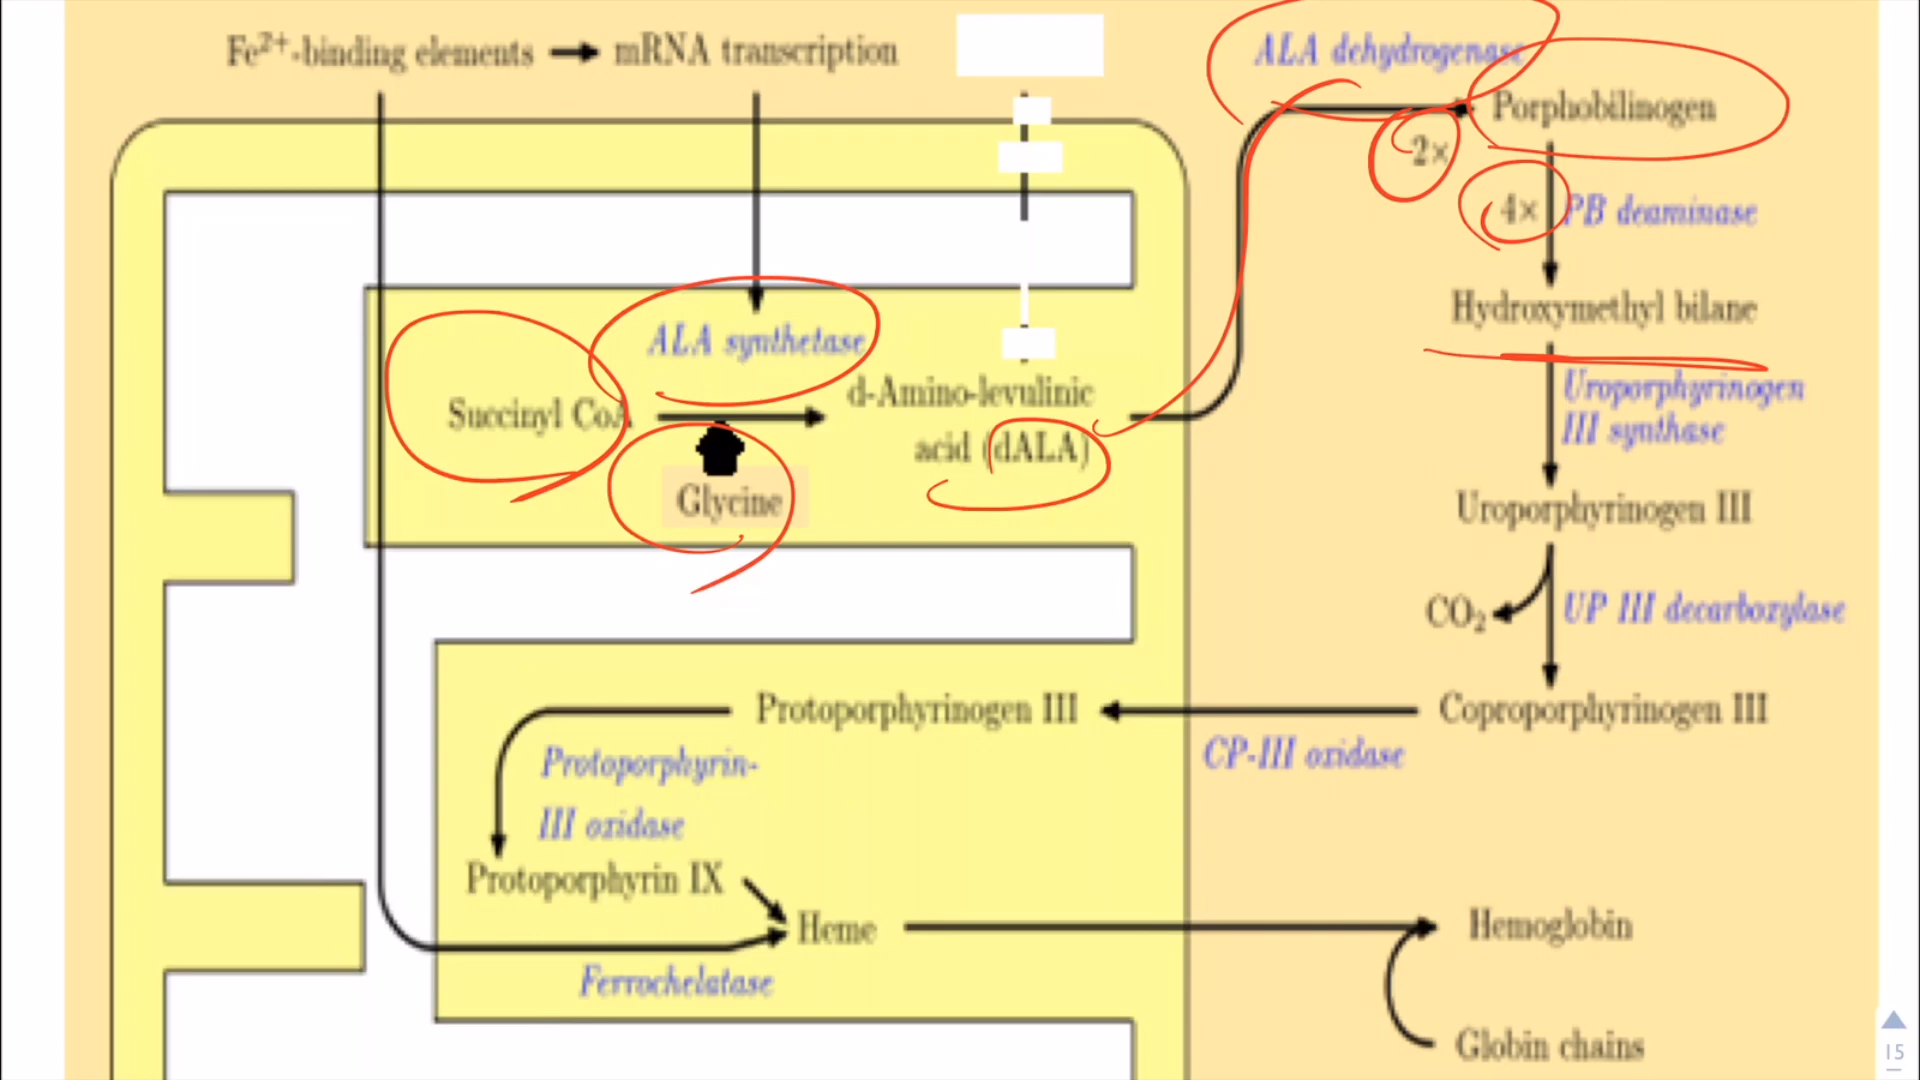 Fe²⁺-binding elements → mRNA transcription
ALA dehydrogenase
Porphobilinogen
2×
4×
PB deaminase
Hydroxymethyl bilane
ALA synthetase
Succinyl CoA
d-Amino-levulinic
acid (dALA)
Glycine
Uroporphyrinogen
III synthase
Uroporphyrinogen III
CO₂
UP III decarboxylase
Protoporphyrinogen III
Coproporphyrinogen III
CP-III oxidase
Protoporphyrin-
III oxidase
Protoporphyrin IX
Heme
Hemoglobin
Ferrochelatase
Globin chains
15